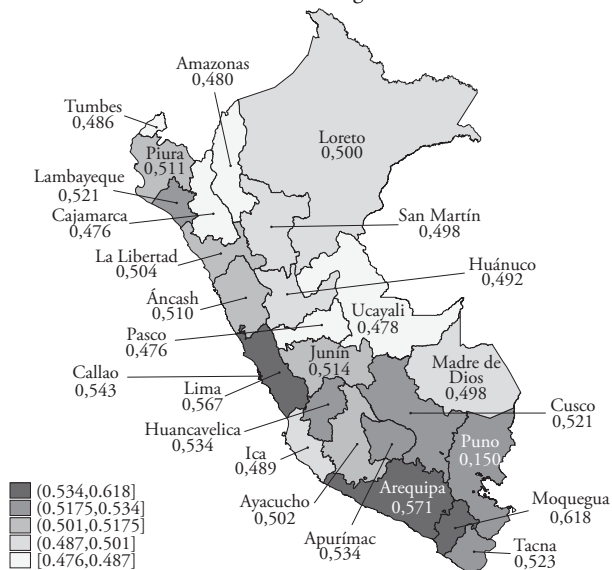 Amazonas
0,480
Tumbes
0,486
Loreto
0,500
Piura
0,511
Lambayeque
0,521
Cajamarca
0,476
San Martín
0,498
La Libertad
0,504
Huánuco
0,492
Áncash
0,510
Ucayali
0,478
Pasco
0,476
Junín
0,514
Madre de
Dios
0,498
Callao
0,543
Lima
0,567
Cusco
0,521
Huancavelica
0,534
Puno
0,150
Ica
0,489
Arequipa
0,571
Ayacucho
0,502
Moquegua
0,618
Apurímac
0,534
Tacna
0,523
(0.534,0.618]
(0.5175,0.534]
(0.501,0.5175]
(0.487,0.501]
[0.476,0.487]